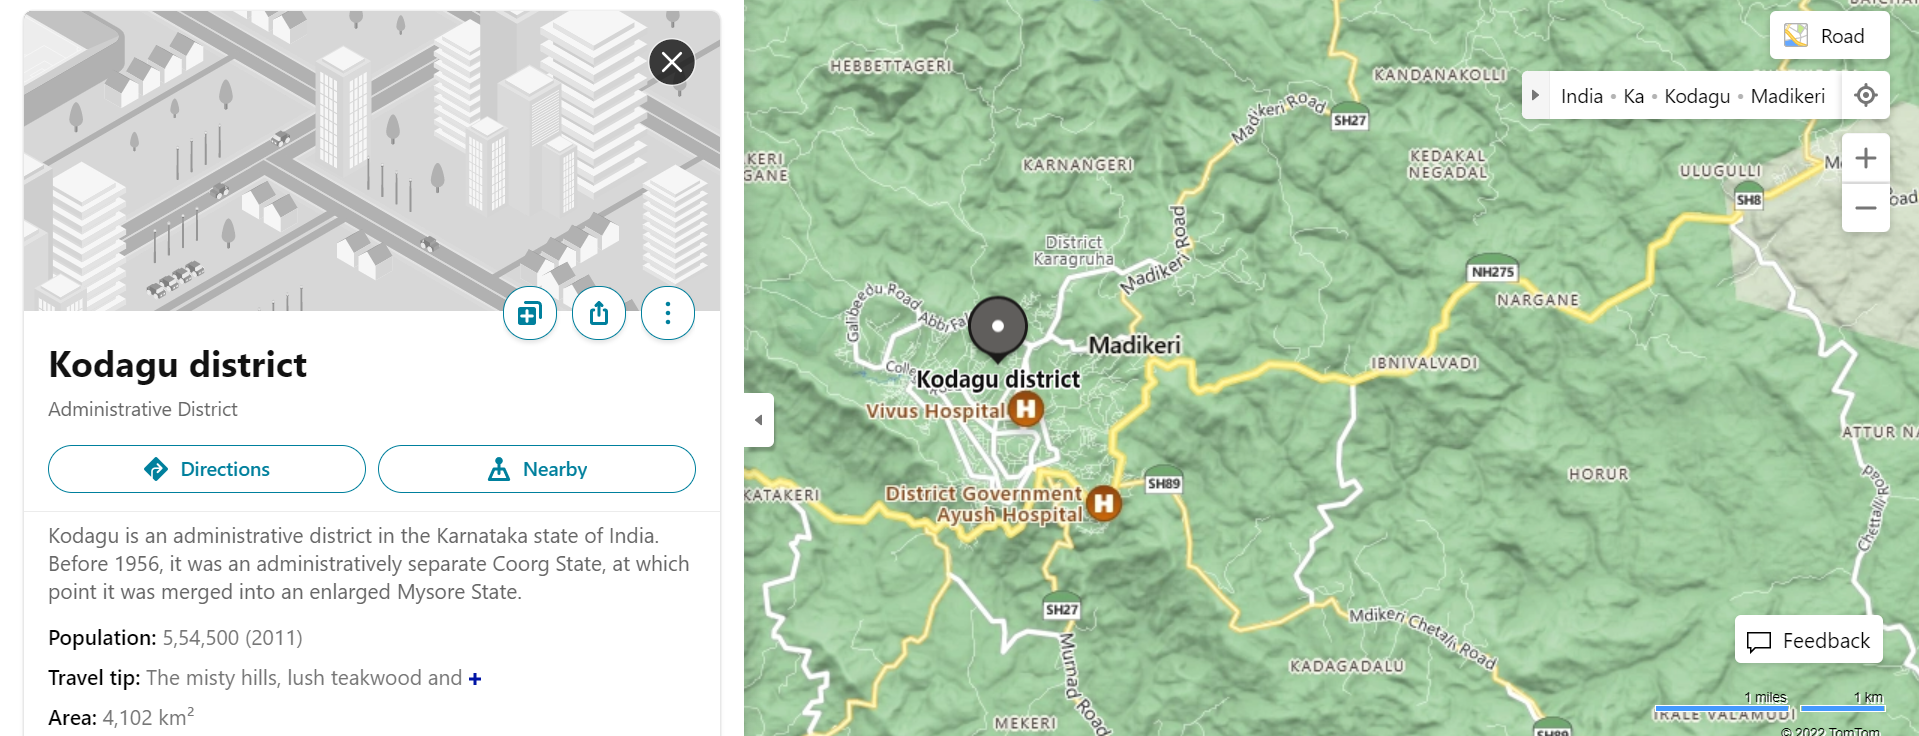 Kodagu district
Administrative District
Directions
Nearby
Kodagu is an administrative district in the Karnataka state of India.
Before 1956, it was an administratively separate Coorg State, at which
point it was merged into an enlarged Mysore State.
Population: 5,54,500 (2011)
Travel tip: The misty hills, lush teakwood and +
Area: 4,102 km²
Road
India • Ka • Kodagu • Madikeri
HEBBETTAGERI
KANDANAKOLLI
Madikeri Road
SH27
KARNANGERI
KEDAKAL
NEGADAL
ULUGULLI
SH8
KERI
GANE
District
Karagruha
Madikeri Road
NH275
NARGANE
Galibeedu Road
Madikeri
IBNIVALVADI
Kodagu district
Vivus Hospital
H
KATAKERI
District Government
Ayush Hospital
H
SH89
HORUR
Chettalli Road
SH27
Murnad Road
Mdikeri Chetalli Road
KADAGADALU
MEKERI
Feedback
1 miles
1 km
IRALE VALAMUDI
SH89
© 2022 TomTom